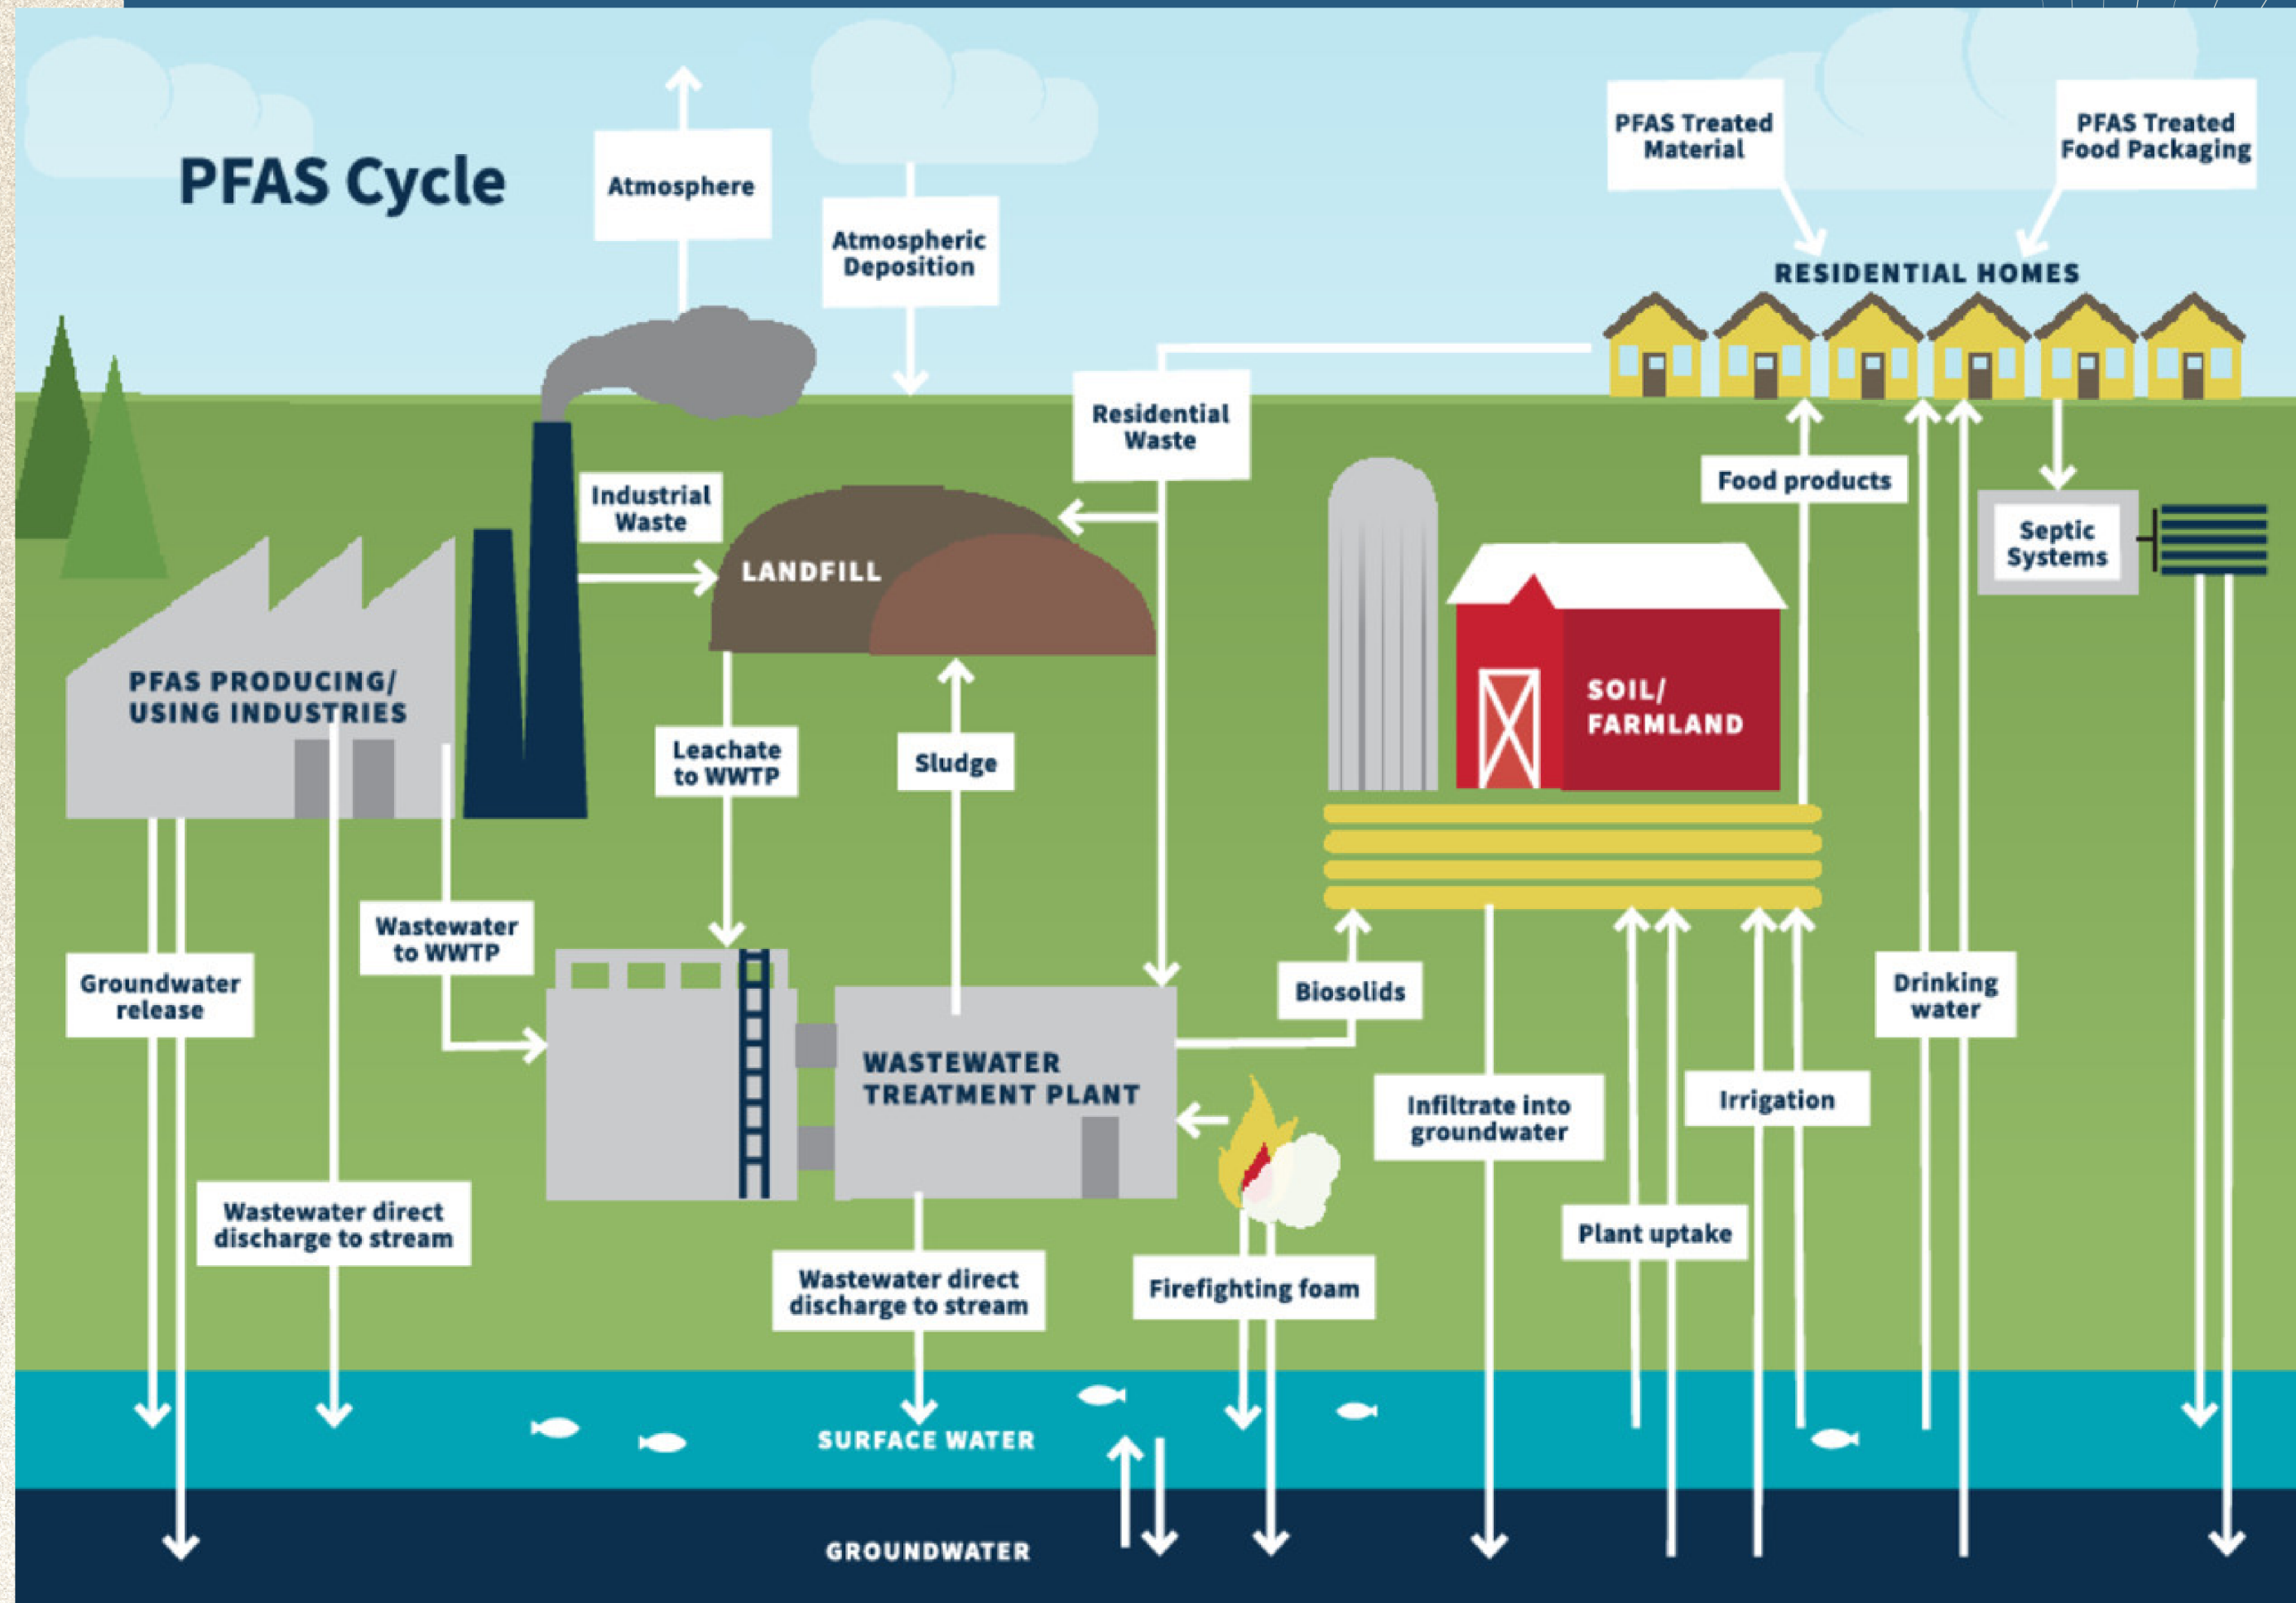 PFAS Cycle
Atmosphere
Atmospheric
Deposition
PFAS Treated
Material
PFAS Treated
Food Packaging
RESIDENTIAL HOMES
Residential
Waste
Industrial
Waste
LANDFILL
Food products
Septic
Systems
PFAS PRODUCING/
USING INDUSTRIES
SOIL/
FARMLAND
Leachate
to WWTP
Sludge
Wastewater
to WWTP
Groundwater
release
Biosolids
Drinking
water
WASTEWATER
TREATMENT PLANT
Infiltrate into
groundwater
Irrigation
Wastewater direct
discharge to stream
Plant uptake
Wastewater direct
discharge to stream
Firefighting foam
SURFACE WATER
GROUNDWATER